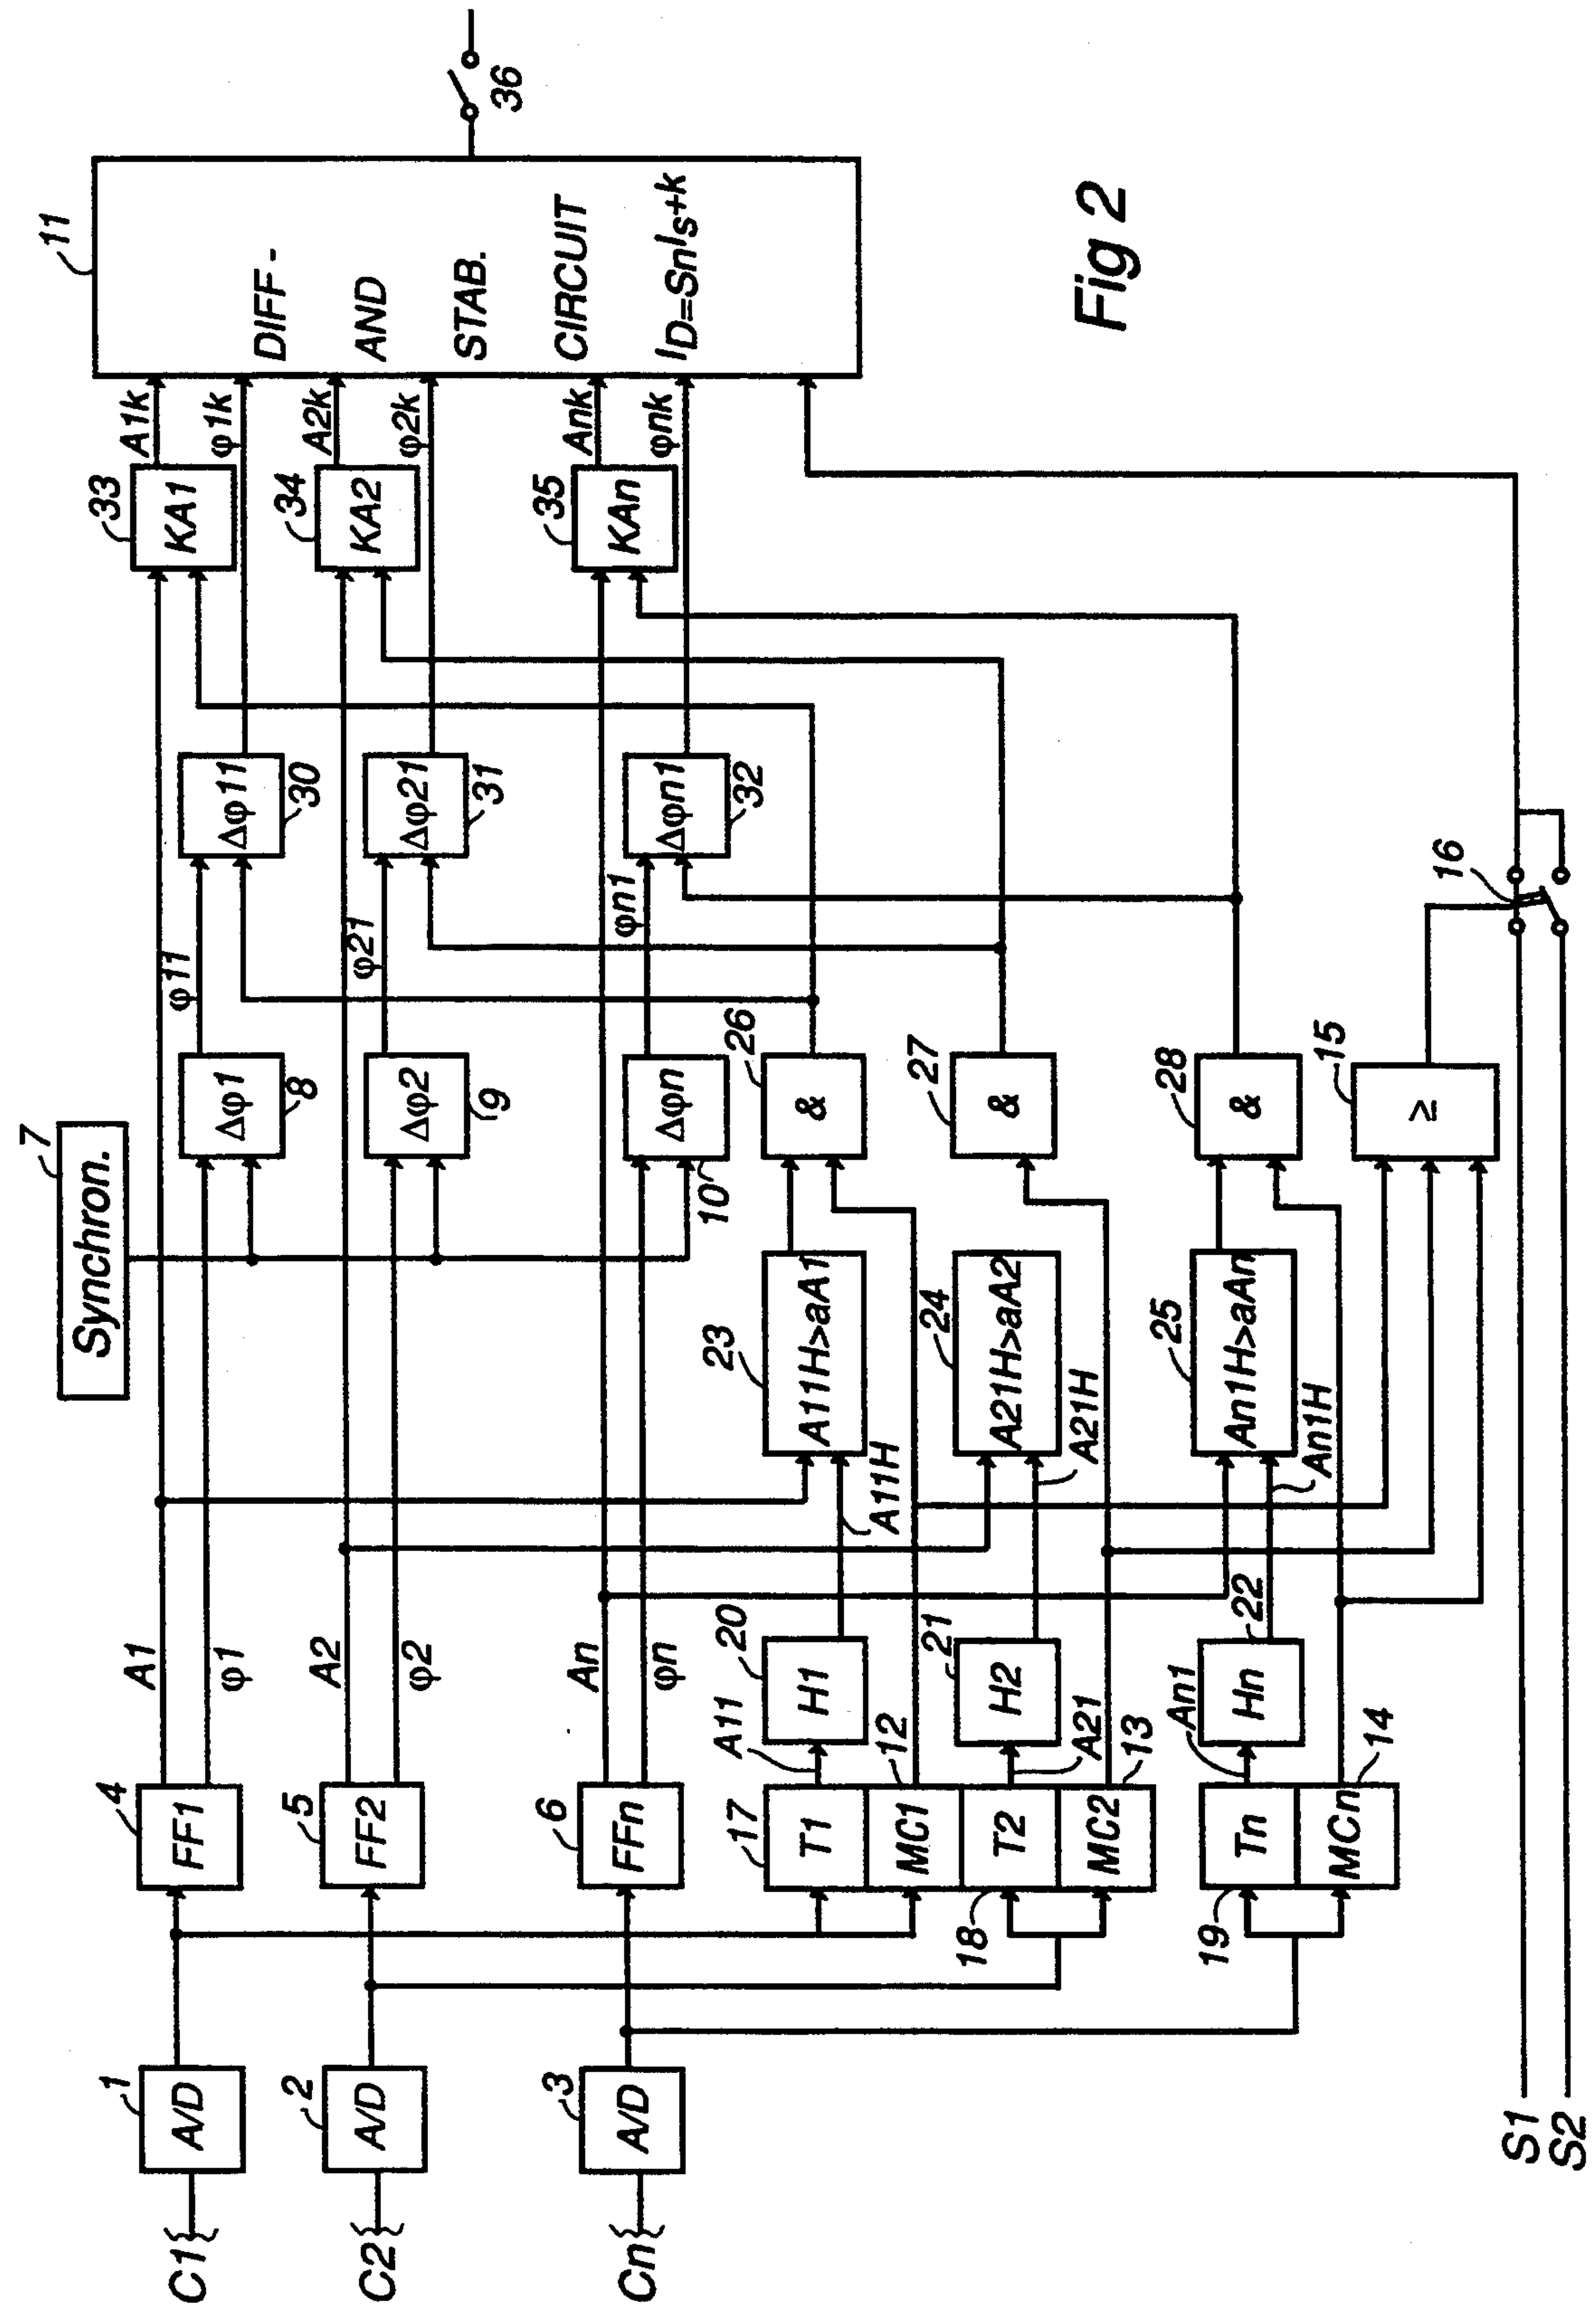 7
Synchron.
11
33
A1k
KA1
φ1k
DIFF-
A1
4
FF1
1
A/D
C1
φ1
Δφ1
8
φ11
Δφ11
30
34
A2k
KA2
φ2k
AND
A2
5
FF2
2
A/D
C2
φ2
Δφ2
9
φ21
Δφ21
31
STAB.
36
35
Ank
KAn
φnk
CIRCUIT
ID=SnIs+k
An
6
FFn
3
A/D
Cn
φn
Δφn
10
φn1
Δφn1
32
17
T1
A11
20
H1
A11H
23
A11H>aA1
26
&
MC1
12
18
T2
A21
21
H2
A21H
24
A21H>aA2
27
&
MC2
13
19
Tn
An1
22
Hn
An1H
25
An1H>aAn
28
&
MCn
14
15
≥
16
S1
S2
Fig 2